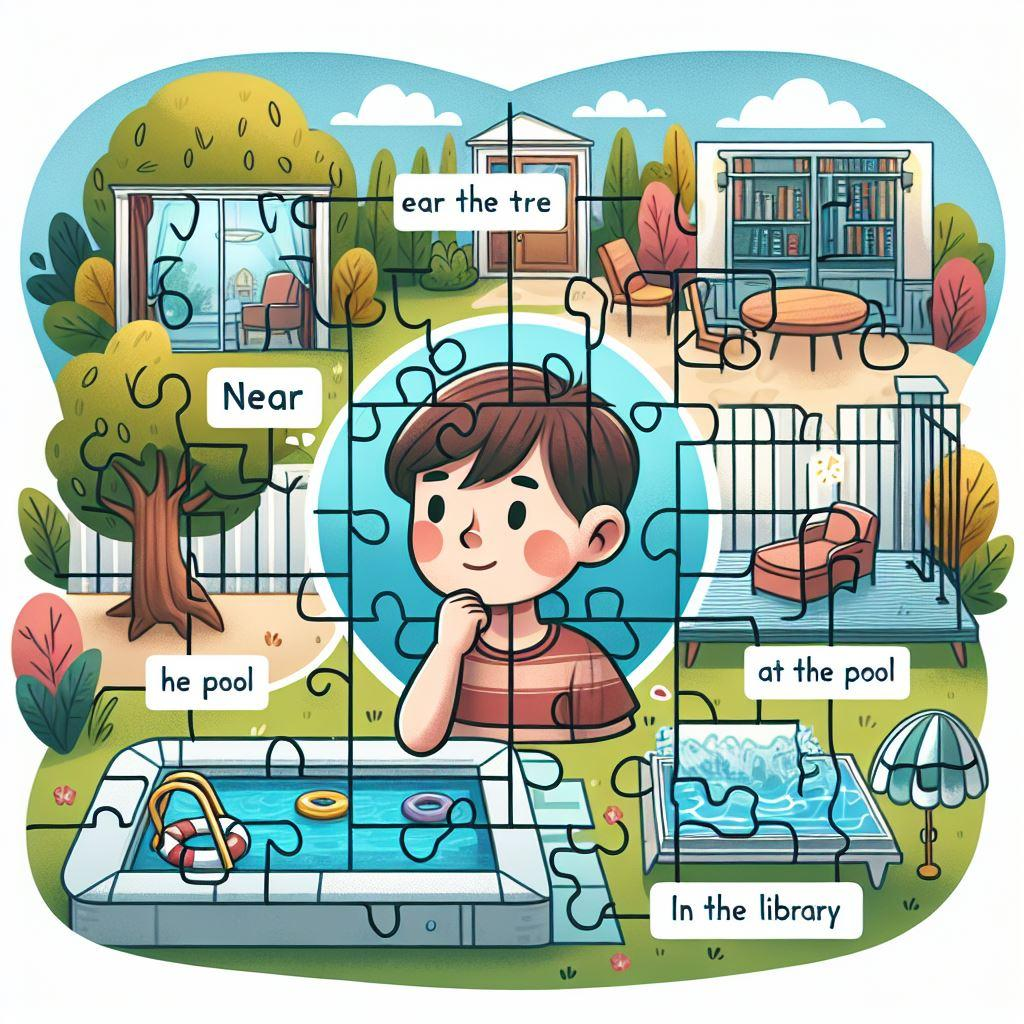 ear the tre
Near
he pool
at the pool
In the library